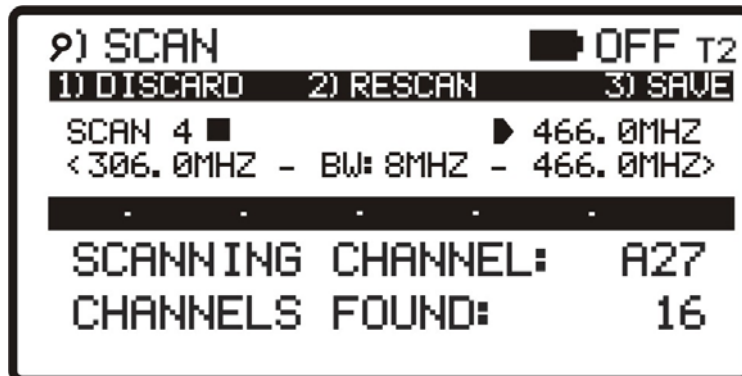 9) SCAN OFF T2
1) DISCARD 2) RESCAN 3) SAVE
SCAN 4 466.0MHZ
<306.0MHZ - BW: 8MHZ - 466.0MHZ>
SCANNING CHANNEL: A27
CHANNELS FOUND: 16